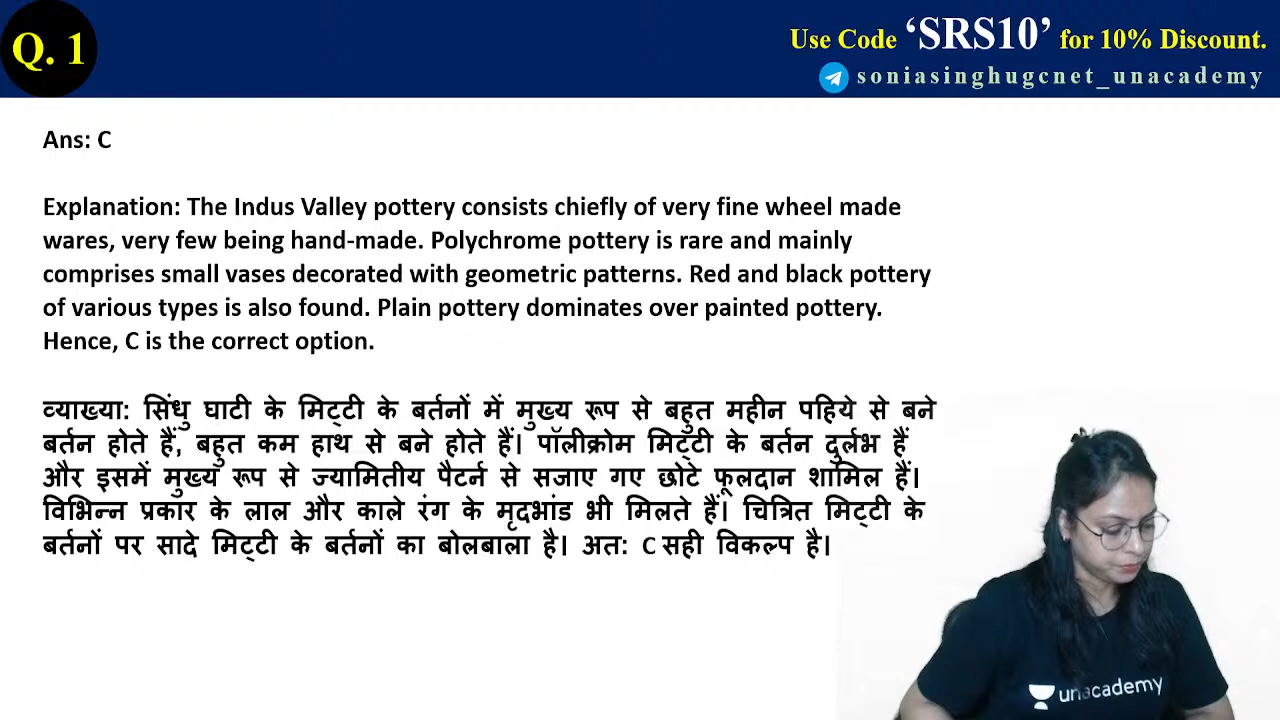 Q. 1
Use Code ‘SRS10’ for 10% Discount.
soniasinghugcnet_unacademy
Ans: C
Explanation: The Indus Valley pottery consists chiefly of very fine wheel made
wares, very few being hand-made. Polychrome pottery is rare and mainly
comprises small vases decorated with geometric patterns. Red and black pottery
of various types is also found. Plain pottery dominates over painted pottery.
Hence, C is the correct option.
व्याख्या: सिंधु घाटी के मिट्टी के बर्तनों में मुख्य रूप से बहुत महीन पहिये से बने
बर्तन होते हैं, बहुत कम हाथ से बने होते हैं। पॉलीक्रोम मिट्टी के बर्तन दुर्लभ हैं
और इसमें मुख्य रूप से ज्यामितीय पैटर्न से सजाए गए छोटे फूलदान शामिल हैं।
विभिन्न प्रकार के लाल और काले रंग के मृदभांड भी मिलते हैं। चित्रित मिट्टी के
बर्तनों पर सादे मिट्टी के बर्तनों का बोलबाला है। अत: C सही विकल्प है।
unacademy